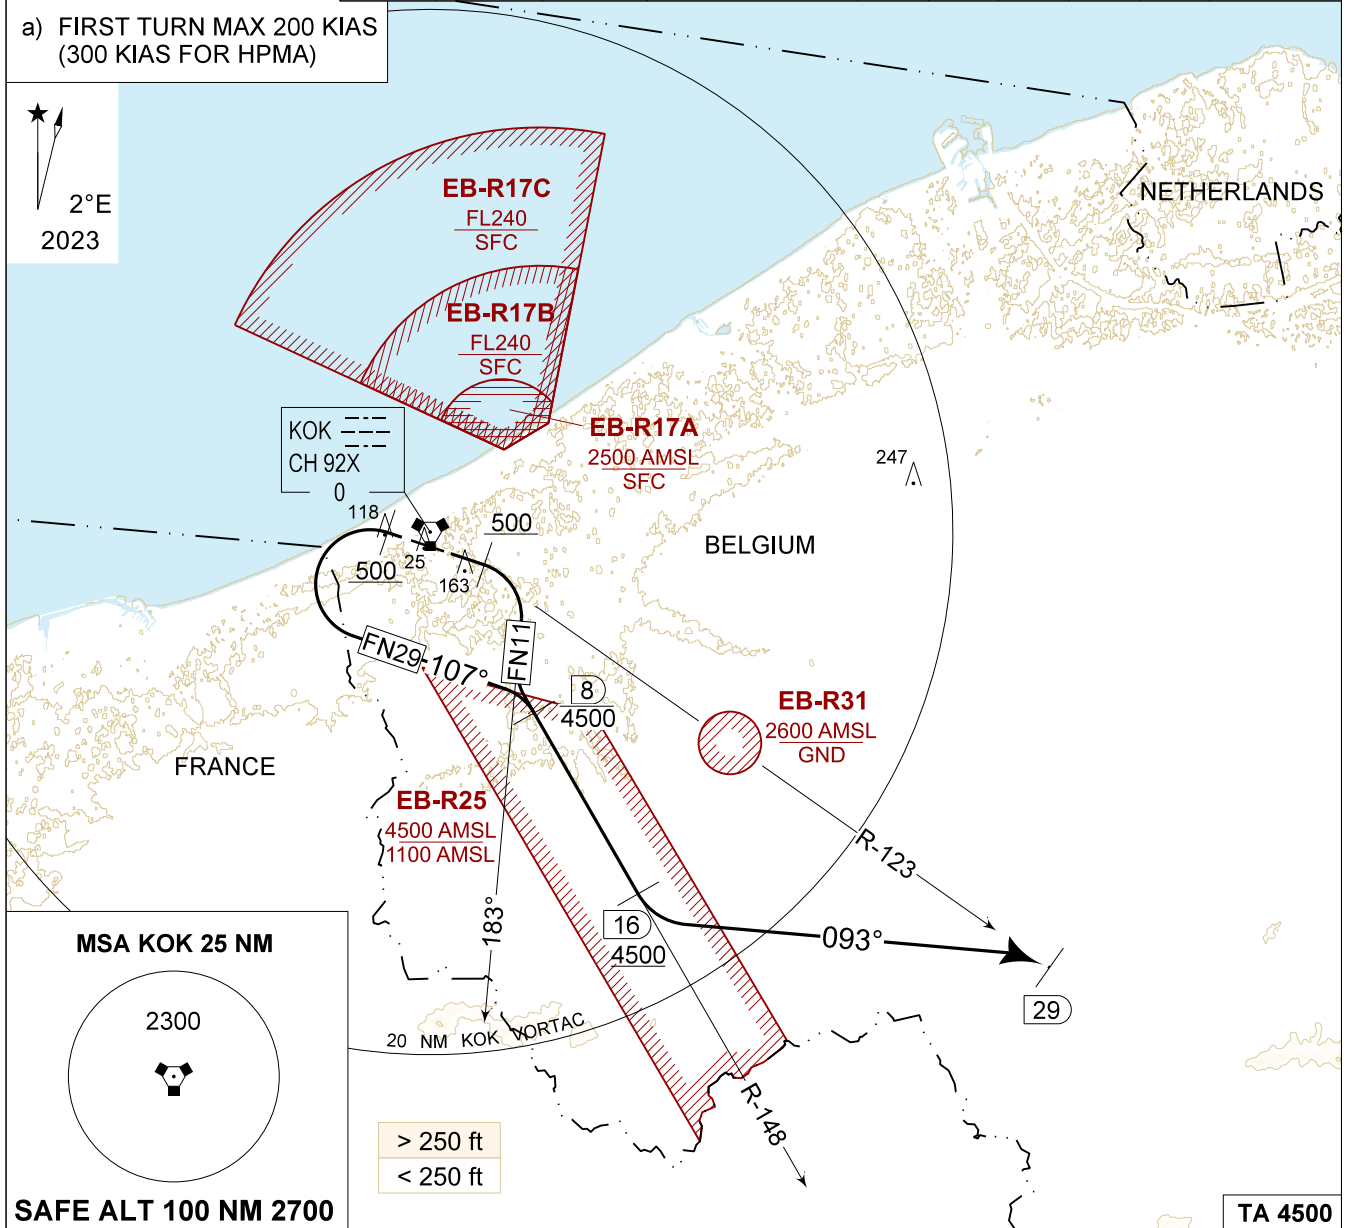 a) FIRST TURN MAX 200 KIAS
(300 KIAS FOR HPMA)
2°E
2023
EB-R17C
FL240
SFC
NETHERLANDS
EB-R17B
FL240
SFC
EB-R17A
2500 AMSL
SFC
KOK
CH 92X
0
247
118
500
25
500
163
BELGIUM
FN11
FN29
107°
8
4500
EB-R31
2600 AMSL
GND
FRANCE
EB-R25
4500 AMSL
1100 AMSL
R-123
183°
16
4500
093°
29
20 NM KOK VORTAC
R-148
MSA KOK 25 NM
2300
SAFE ALT 100 NM 2700
> 250 ft
< 250 ft
TA 4500